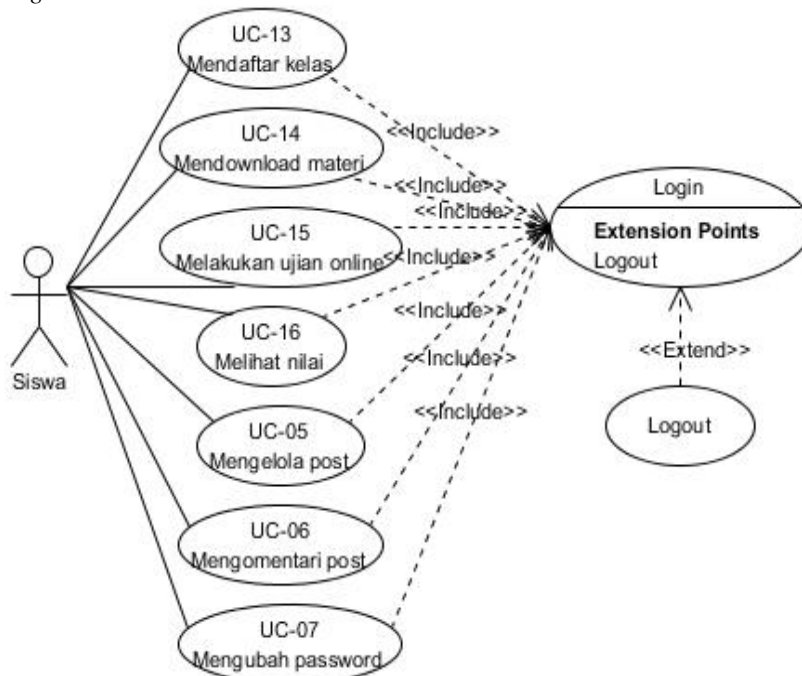 UC-13
Mendaftar kelas
<<Include>>
UC-14
Mendownload materi
<<Include>>
<<Include>>
Login
Extension Points
Logout
UC-15
Melakukan ujian online
<<Include>>
Siswa
UC-16
Melihat nilai
<<Include>>
<<Include>>
<<Extend>>
UC-05
Mengelola post
<<Include>>
Logout
UC-06
Mengomentari post
UC-07
Mengubah password